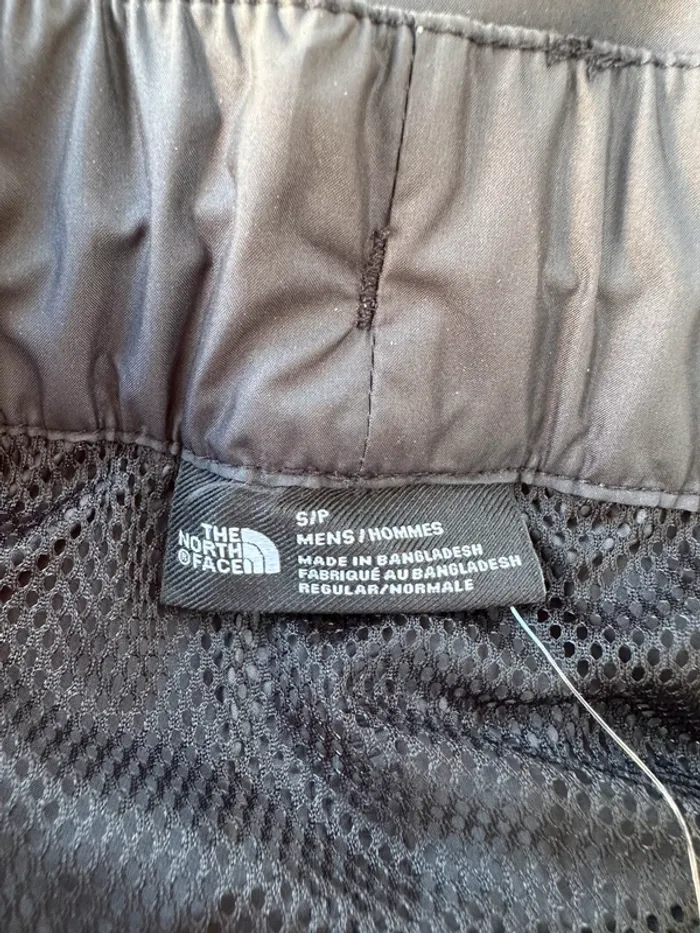 THE
NORTH
FACE
S/P
MENS / HOMMES
MADE IN BANGLADESH
FABRIQUÉ AU BANGLADESH
REGULAR/NORMALE